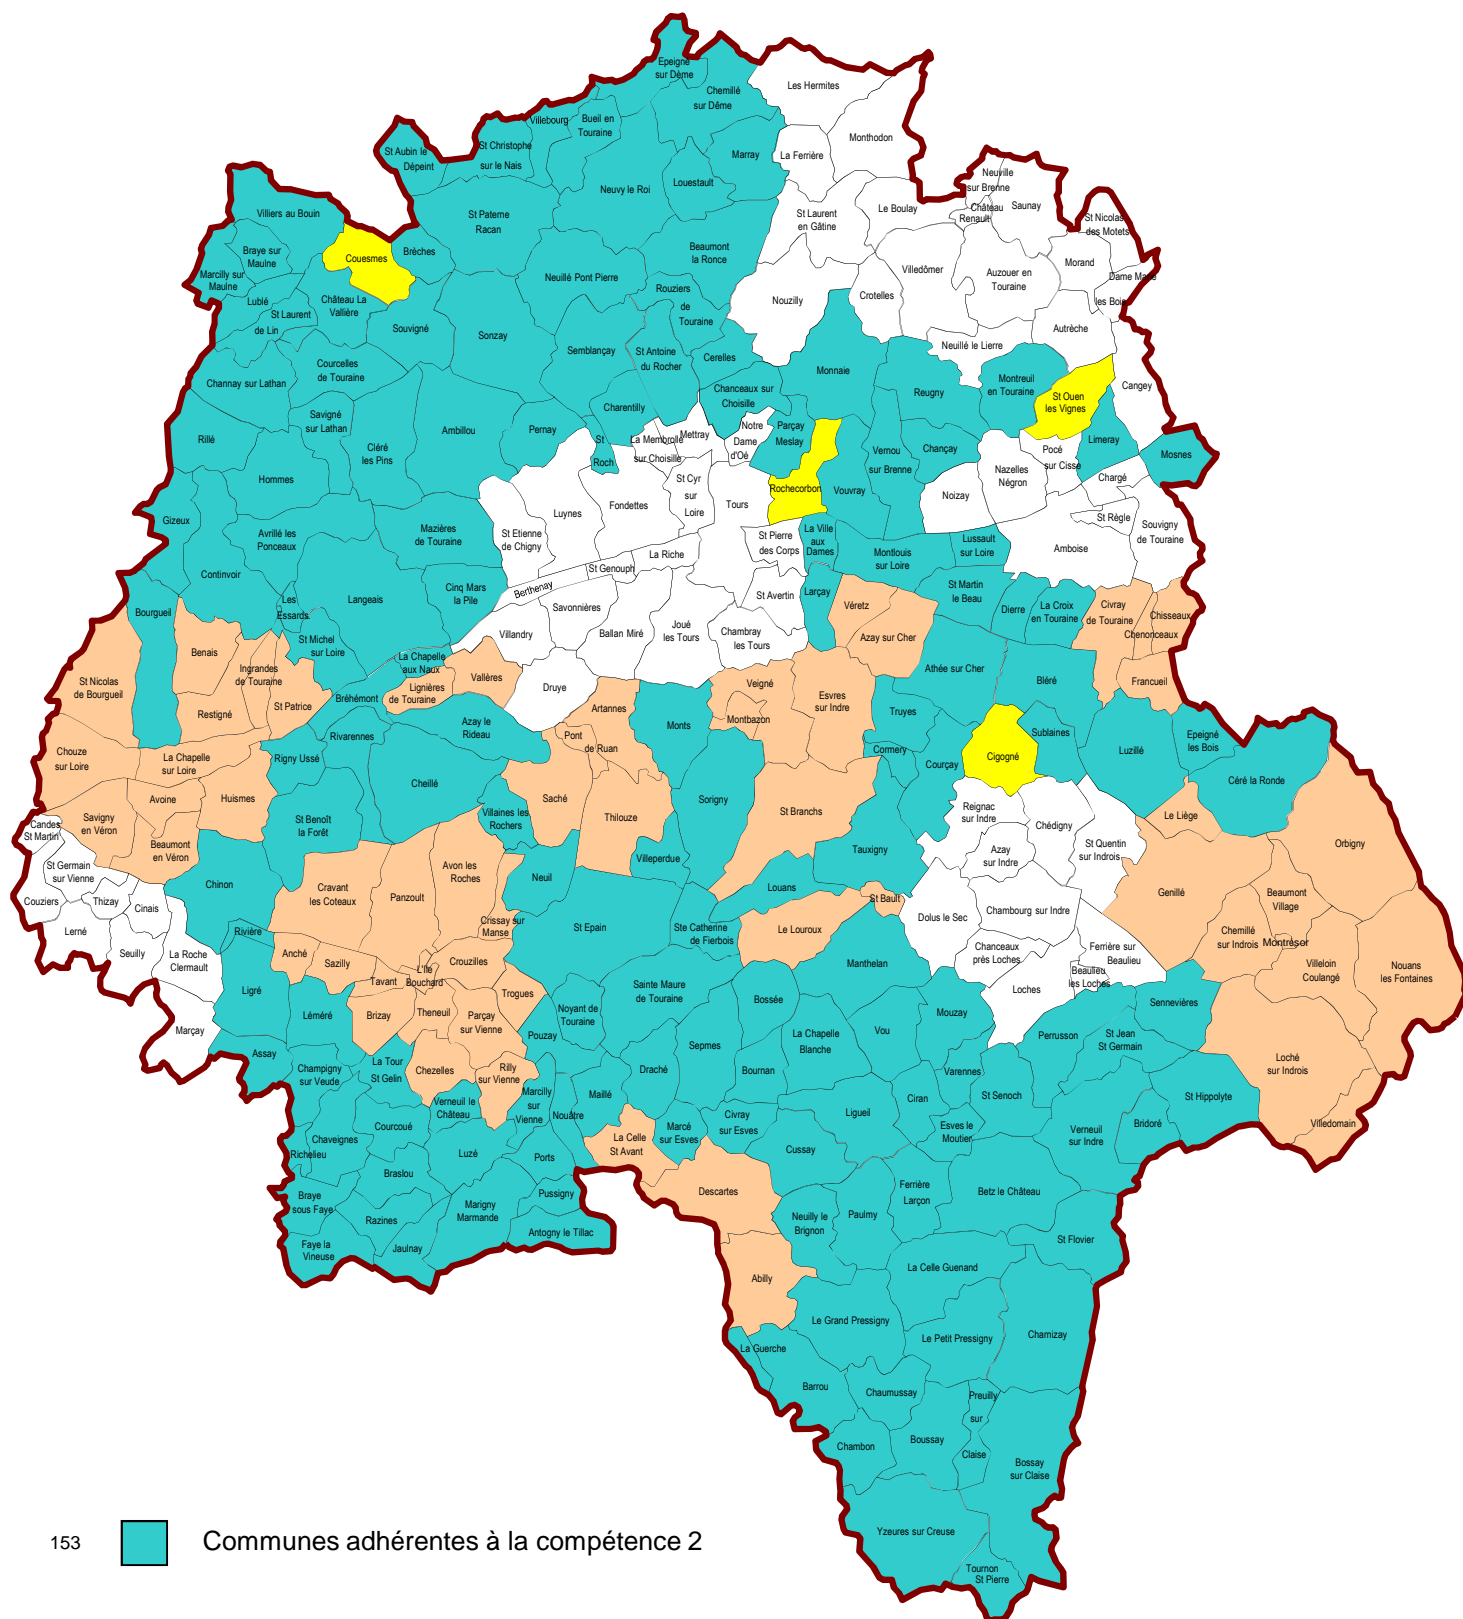 Epeigné
sur Dème
Chemillé
sur Dême
Les Hermites
Villebourg
Bueil en
Touraine
St Christophe
sur le Nais
St Aubin le
Dépeint
Marray
La Ferrière
Monthodon
Neuville
sur Brenne
Neuvy le Roi
Louestault
Château
Renault
Saunay
Le Boulay
Villiers au Bouin
St Paterne
Racan
St Laurent
en Gâtine
St Nicolas
des Motets
Braye sur
Maulne
Couesmes
Brèches
Beaumont
la Ronce
Morand
Marcilly sur
Maulne
Neuillé Pont Pierre
Villedômer
Auzouer en
Touraine
Dame Marie
les Bois
Lublé
Château La
Vallière
Rouziers
de
Touraine
Nouzilly
Crotelles
St Laurent
de Lin
Souvigné
Sonzay
Autrèche
Semblançay
St Antoine
du Rocher
Cerelles
Neuillé le Lierre
Courcelles
de Touraine
Channay sur Lathan
Monnaie
Montreuil
en Touraine
Cangey
Chanceaux sur
Choisille
Reugny
St Ouen
les Vignes
Savigné
sur Lathan
Charentilly
Rillé
Cléré
les Pins
Ambillou
Pernay
St
Roch
La Membrolle
sur Choisille
Mettray
Notre
Dame
d'Oé
Parçay
Meslay
Vernou
sur Brenne
Chançay
Limeray
Mosnes
Pocé
sur Cisse
Hommes
St Cyr
sur
Loire
Rochecorbon
Vouvray
Nazelles
Négron
Chargé
Noizay
Fondettes
Tours
Luynes
Gizeux
St Règle
Souvigny
de Touraine
Avrillé les
Ponceaux
Mazières
de Touraine
St Etienne
de Chigny
St Pierre
des Corps
La Ville
aux
Dames
Montlouis
sur Loire
Lussault
sur Loire
Amboise
La Riche
St Genouph
Continvoir
Berthenay
Cinq Mars
la Pile
St Avertin
Larçay
St Martin
le Beau
Bourgueil
Les
Essards
Langeais
Savonnières
Véretz
Dierre
La Croix
en Touraine
Civray
de Touraine
Chisseaux
Villandry
Ballan Miré
Joué
les Tours
Chambray
les Tours
Azay sur Cher
Chenonceaux
St Michel
sur Loire
Benais
La Chapelle
aux Naux
Ingrandes
de Touraine
Athée sur Cher
Bléré
Francueil
St Nicolas
de Bourgueil
Vallères
Lignières
de Touraine
Druye
Veigné
Esvres
sur Indre
Bréhémont
St Patrice
Restigné
Artannes
Montbazon
Truyes
Monts
Azay le
Rideau
Rivarennes
Pont
de Ruan
Sublaines
Epeigné
les Bois
Chouze
sur Loire
La Chapelle
sur Loire
Rigny Ussé
Cormery
Luzillé
Courçay
Cigogné
Cheillé
Céré la Ronde
Avoine
Huismes
Saché
Sorigny
Savigny
en Véron
St Benoît
la Forêt
Villaines les
Rochers
Thilouze
St Branchs
Reignac
sur Indre
Chédigny
Le Liège
Candes
St Martin
Beaumont
en Véron
Azay
sur Indre
St Quentin
sur Indrois
Orbigny
St Germain
sur Vienne
Villeperdue
Tauxigny
Avon les
Roches
Chinon
Cravant
les Coteaux
Panzoult
Neuil
Louans
Genillé
Beaumont
Village
Couziers
Thizay
Cinais
St Bault
Dolus le Sec
Chambourg sur Indre
Crissay sur
Manse
St Epain
Ste Catherine
de Fierbois
Le Louroux
Chemillé
sur Indrois
Montrésor
Lerné
Rivière
Seuilly
La Roche
Clermault
Anché
Sazilly
Crouzilles
Chanceaux
près Loches
Ferrière sur
Beaulieu
Manthelan
Villeloin
Coulangé
Nouans
les Fontaines
Tavant
L'Ile
Bouchard
Beaulieu
les Loches
Loches
Ligré
Trogues
Sainte Maure
de Touraine
Bossée
Sennevières
Léméré
Brizay
Theneuil
Parçay
sur Vienne
Noyant de
Touraine
Mouzay
Marçay
Pouzay
Vou
La Chapelle
Blanche
Perrusson
St Jean
St Germain
Sepmes
Assay
La Tour
St Gelin
Champigny
sur Veude
Chezelles
Rilly
sur Vienne
Draché
Bournan
Varennes
Loché
sur Indrois
Marcilly
sur
Vienne
Maillé
St Senoch
St Hippolyte
Verneuil le
Château
Nouâtre
Civray
sur Esves
Ligueil
Ciran
Courcoué
Marcé
sur Esves
Esves le
Moutier
Verneuil
sur Indre
Bridoré
Villedomain
Chaveignes
La Celle
St Avant
Cussay
Richelieu
Luzé
Ports
Braslou
Descartes
Ferrière
Larçon
Betz le Château
Braye
sous Faye
Marigny
Marmande
Pussigny
Neuilly le
Brignon
Paulmy
Razines
Antogny le Tillac
St Flovier
Faye la
Vineuse
Jaulnay
La Celle Guenand
Abilly
Le Grand Pressigny
Le Petit Pressigny
Charnizay
La Guerche
Barrou
Chaumussay
Preuilly
sur
Claise
Chambon
Boussay
Bossay
sur Claise
Yzeures sur Creuse
Tournon
St Pierre
153
Communes adhérentes à la compétence 2